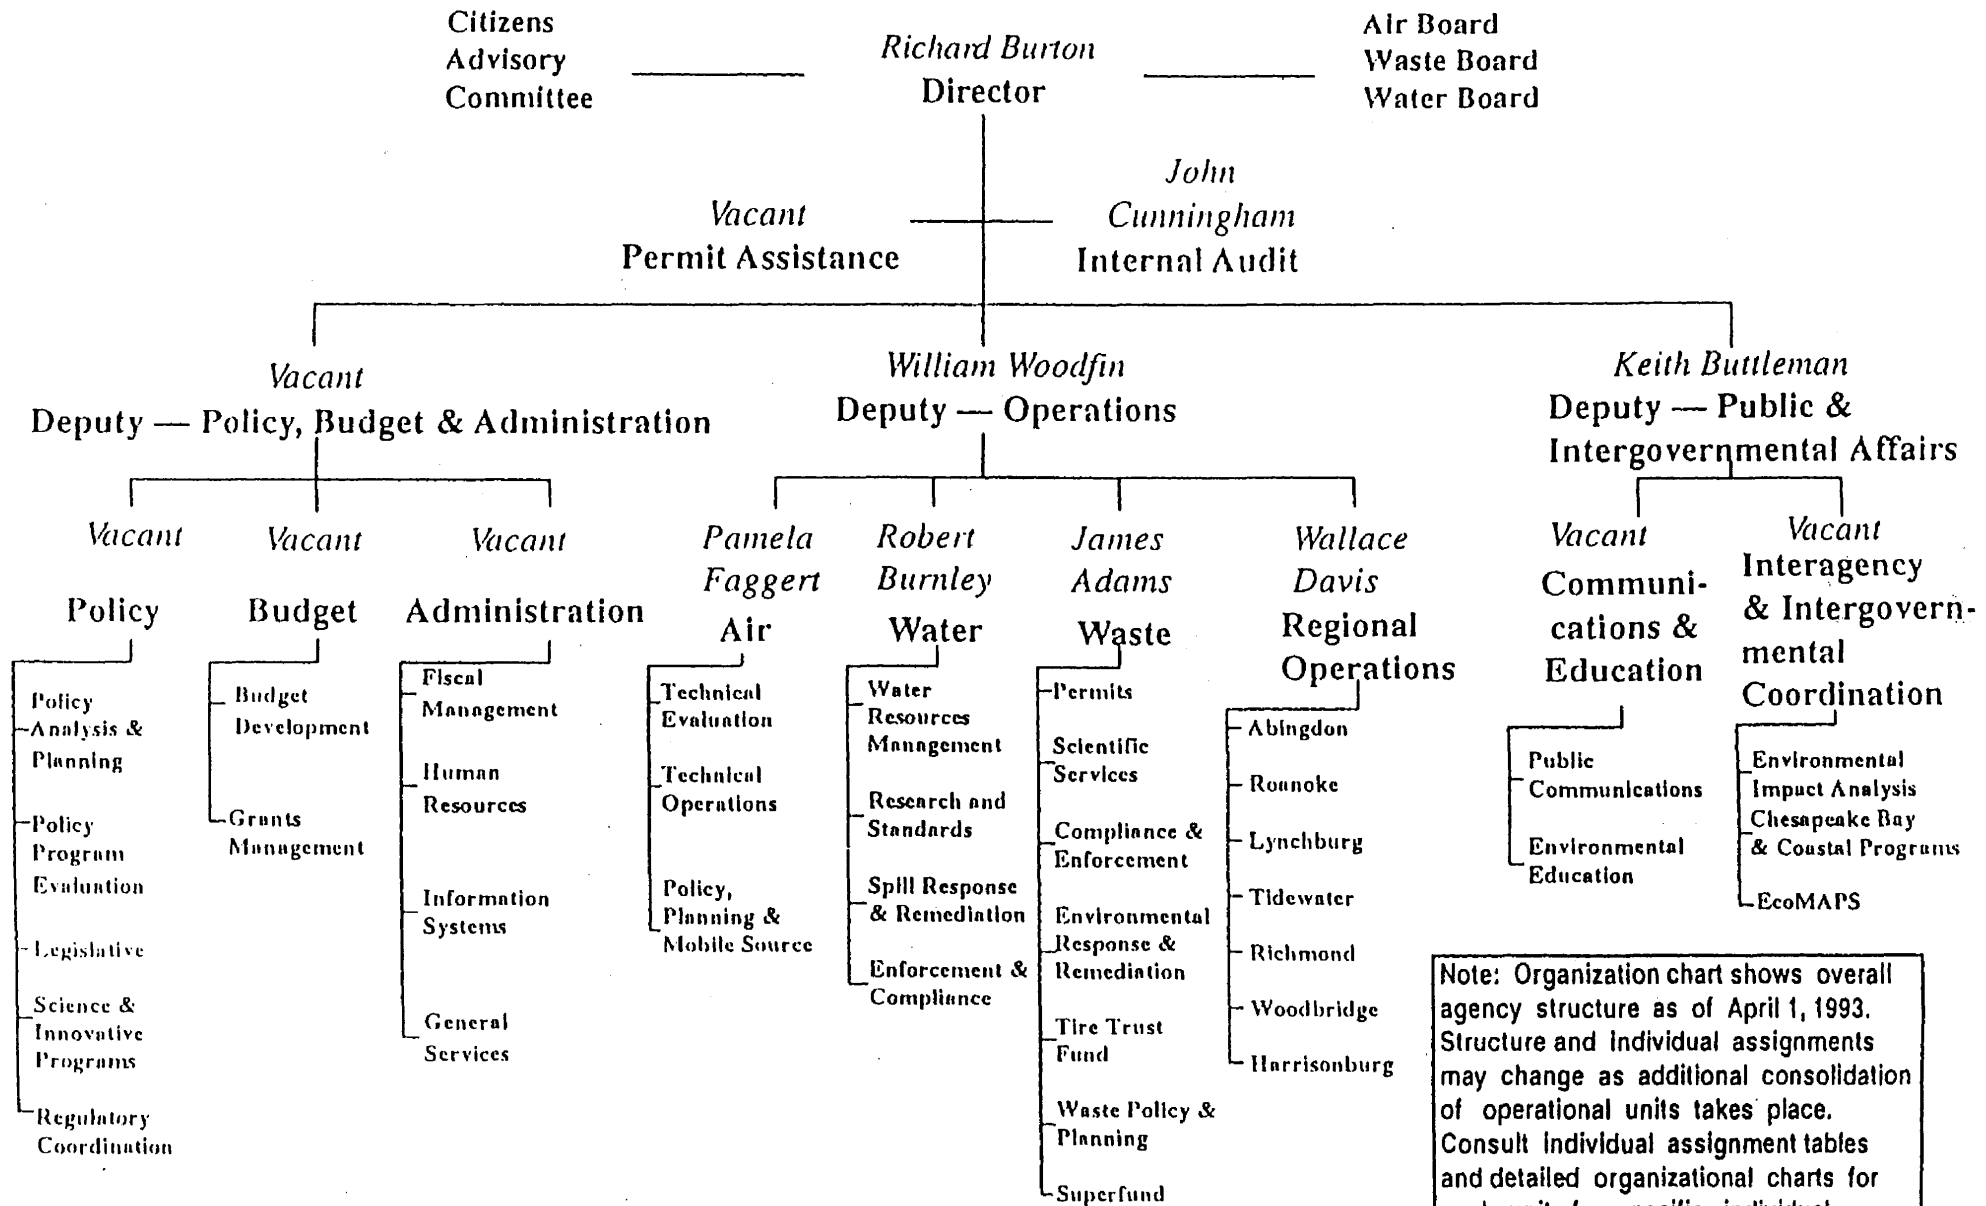 Citizens
Advisory
Committee
Richard Burton
Director
Air Board
Waste Board
Water Board
Vacant
Permit Assistance
John
Cunningham
Internal Audit
Vacant
Deputy — Policy, Budget & Administration
William Woodfin
Deputy — Operations
Keith Buttleman
Deputy — Public &
Intergovernmental Affairs
Vacant
Policy
Policy
Analysis &
Planning
Policy
Program
Evaluation
Legislative
Science &
Innovative
Programs
Regulatory
Coordination
Vacant
Budget
Budget
Development
Grants
Management
Vacant
Administration
Fiscal
Management
Human
Resources
Information
Systems
General
Services
Pamela
Faggert
Air
Technical
Evaluation
Technical
Operations
Policy,
Planning &
Mobile Source
Robert
Burnley
Water
Water
Resources
Management
Research and
Standards
Spill Response
& Remediation
Enforcement &
Compliance
James
Adams
Waste
Permits
Scientific
Services
Compliance &
Enforcement
Environmental
Response &
Remediation
Tire Trust
Fund
Waste Policy &
Planning
Superfund
Wallace
Davis
Regional
Operations
Abingdon
Roanoke
Lynchburg
Tidewater
Richmond
Woodbridge
Harrisonburg
Vacant
Communi-
cations &
Education
Public
Communications
Environmental
Education
Vacant
Interagency
& Intergovern-
mental
Coordination
Environmental
Impact Analysis
Chesapeake Bay
& Coastal Programs
EcoMAPS
Note: Organization chart shows overall
agency structure as of April 1, 1993.
Structure and individual assignments
may change as additional consolidation
of operational units takes place.
Consult individual assignment tables
and detailed organizational charts for